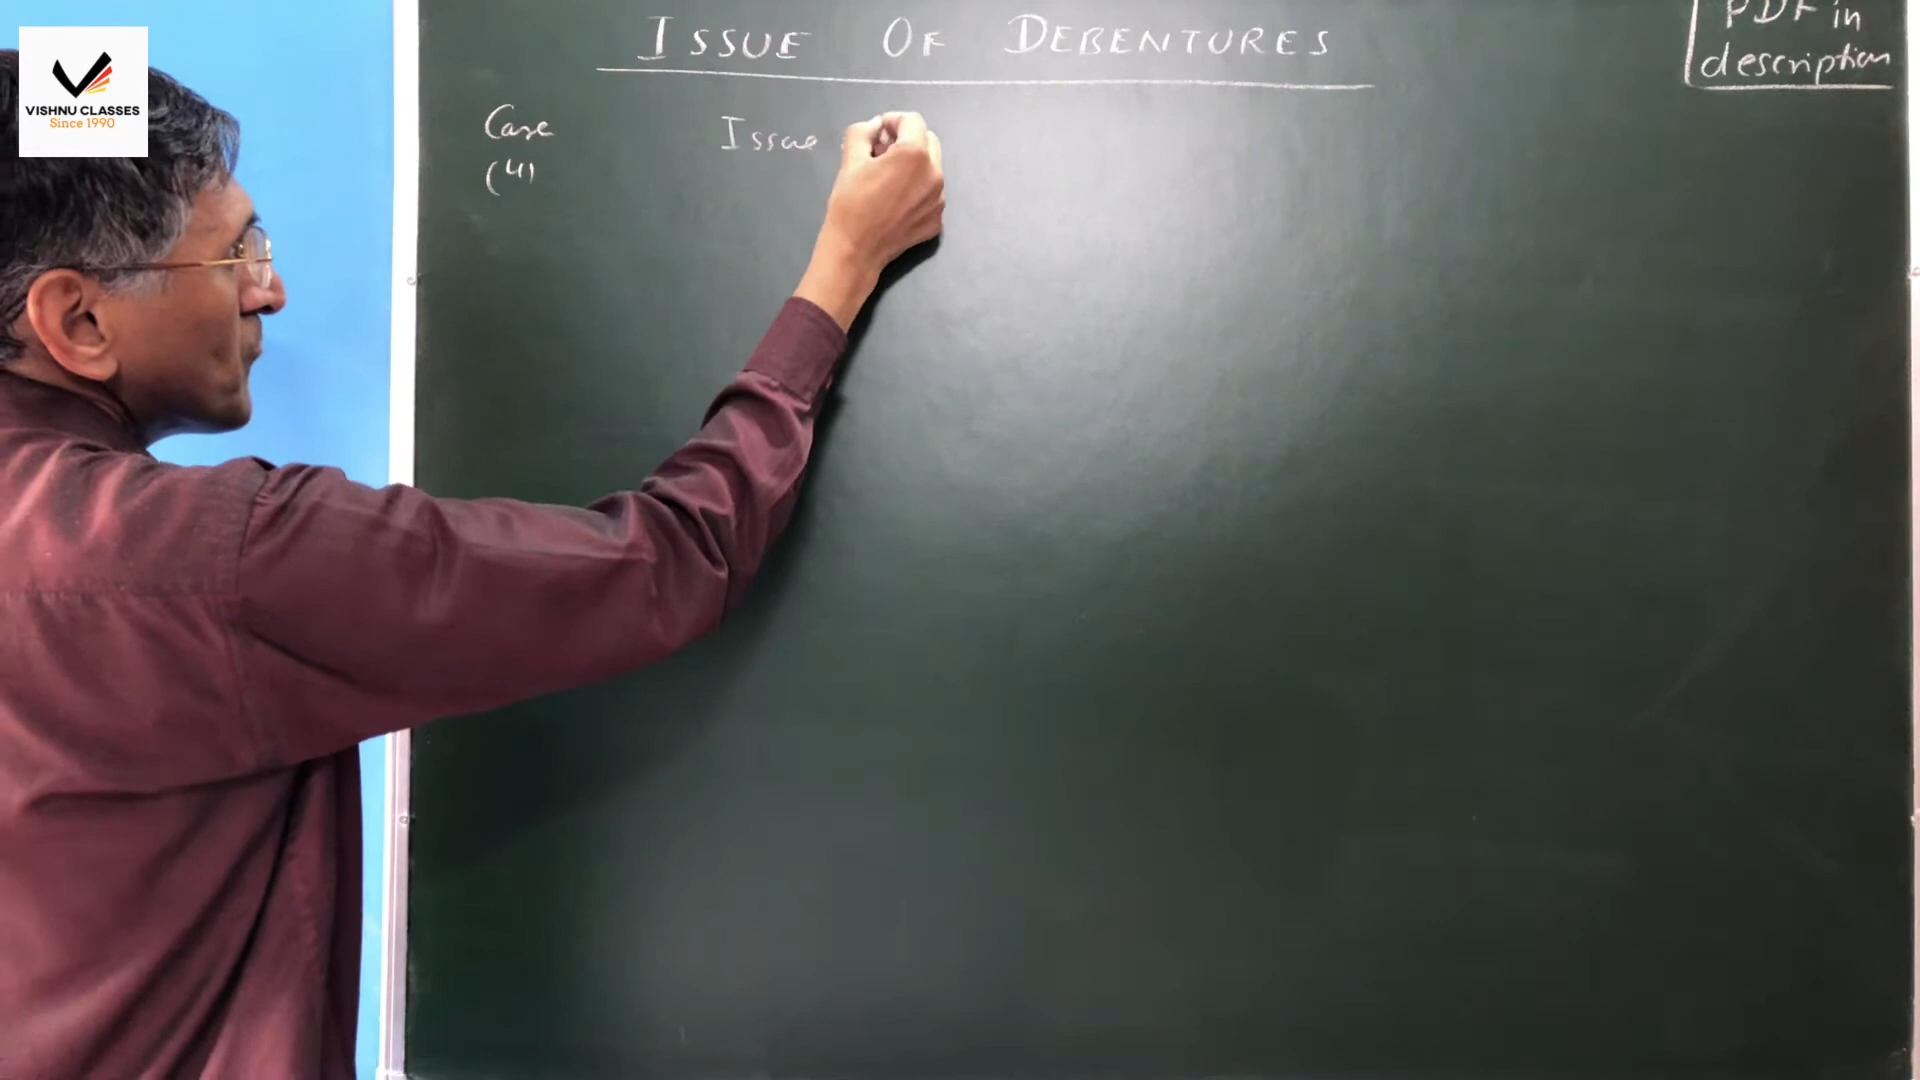 VISHNU CLASSES
Since 1990
ISSUE OF DEBENTURES
PDF in
description
Case
(4)
Issue